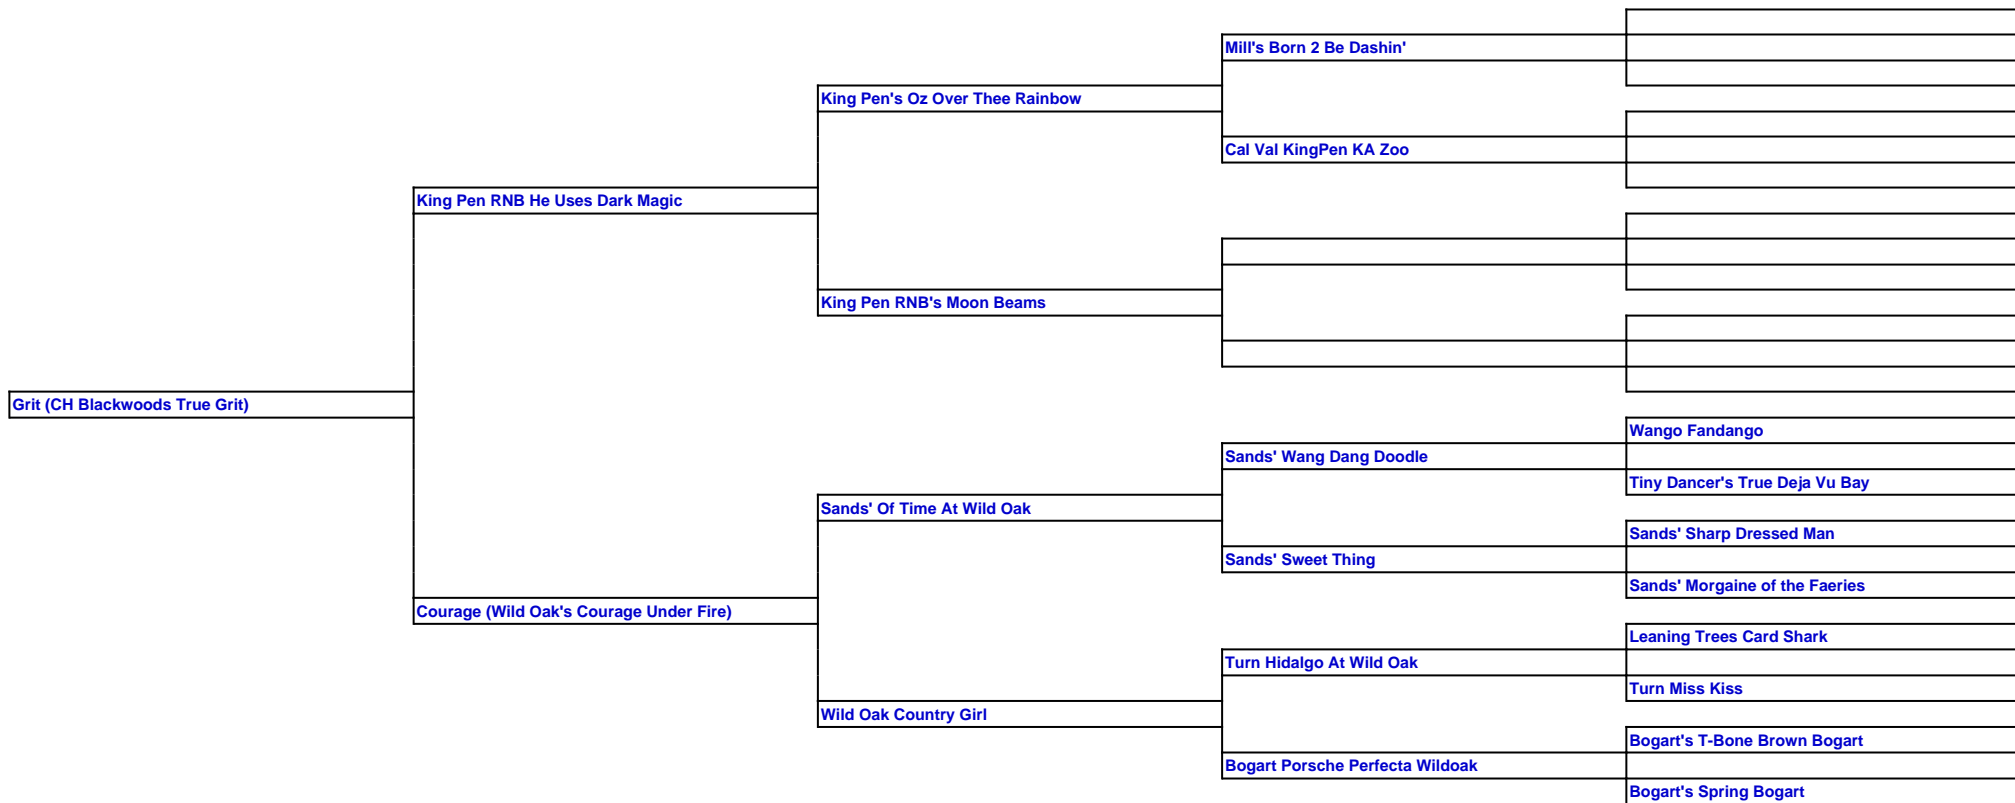 Mill's Born 2 Be Dashin'
King Pen's Oz Over Thee Rainbow
Cal Val KingPen KA Zoo
King Pen RNB He Uses Dark Magic
King Pen RNB's Moon Beams
Grit (CH Blackwoods True Grit)
Wango Fandango
Sands' Wang Dang Doodle
Tiny Dancer's True Deja Vu Bay
Sands' Of Time At Wild Oak
Sands' Sharp Dressed Man
Sands' Sweet Thing
Sands' Morgaine of the Faeries
Courage (Wild Oak's Courage Under Fire)
Leaning Trees Card Shark
Turn Hidalgo At Wild Oak
Turn Miss Kiss
Wild Oak Country Girl
Bogart's T-Bone Brown Bogart
Bogart Porsche Perfecta Wildoak
Bogart's Spring Bogart